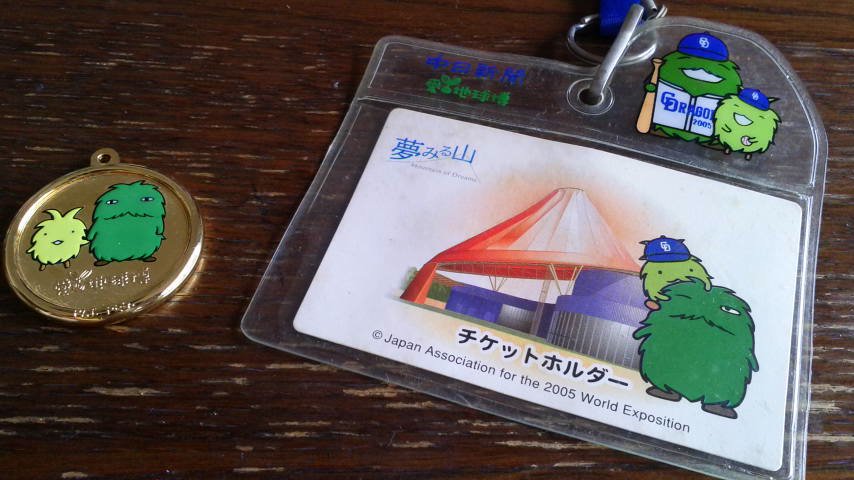 中日新聞
愛・地球博
CD
DRAGONS
2005
夢みる山
Mountain of Dreams
チケットホルダー
©Japan Association for the 2005 World Exposition
愛・地球博